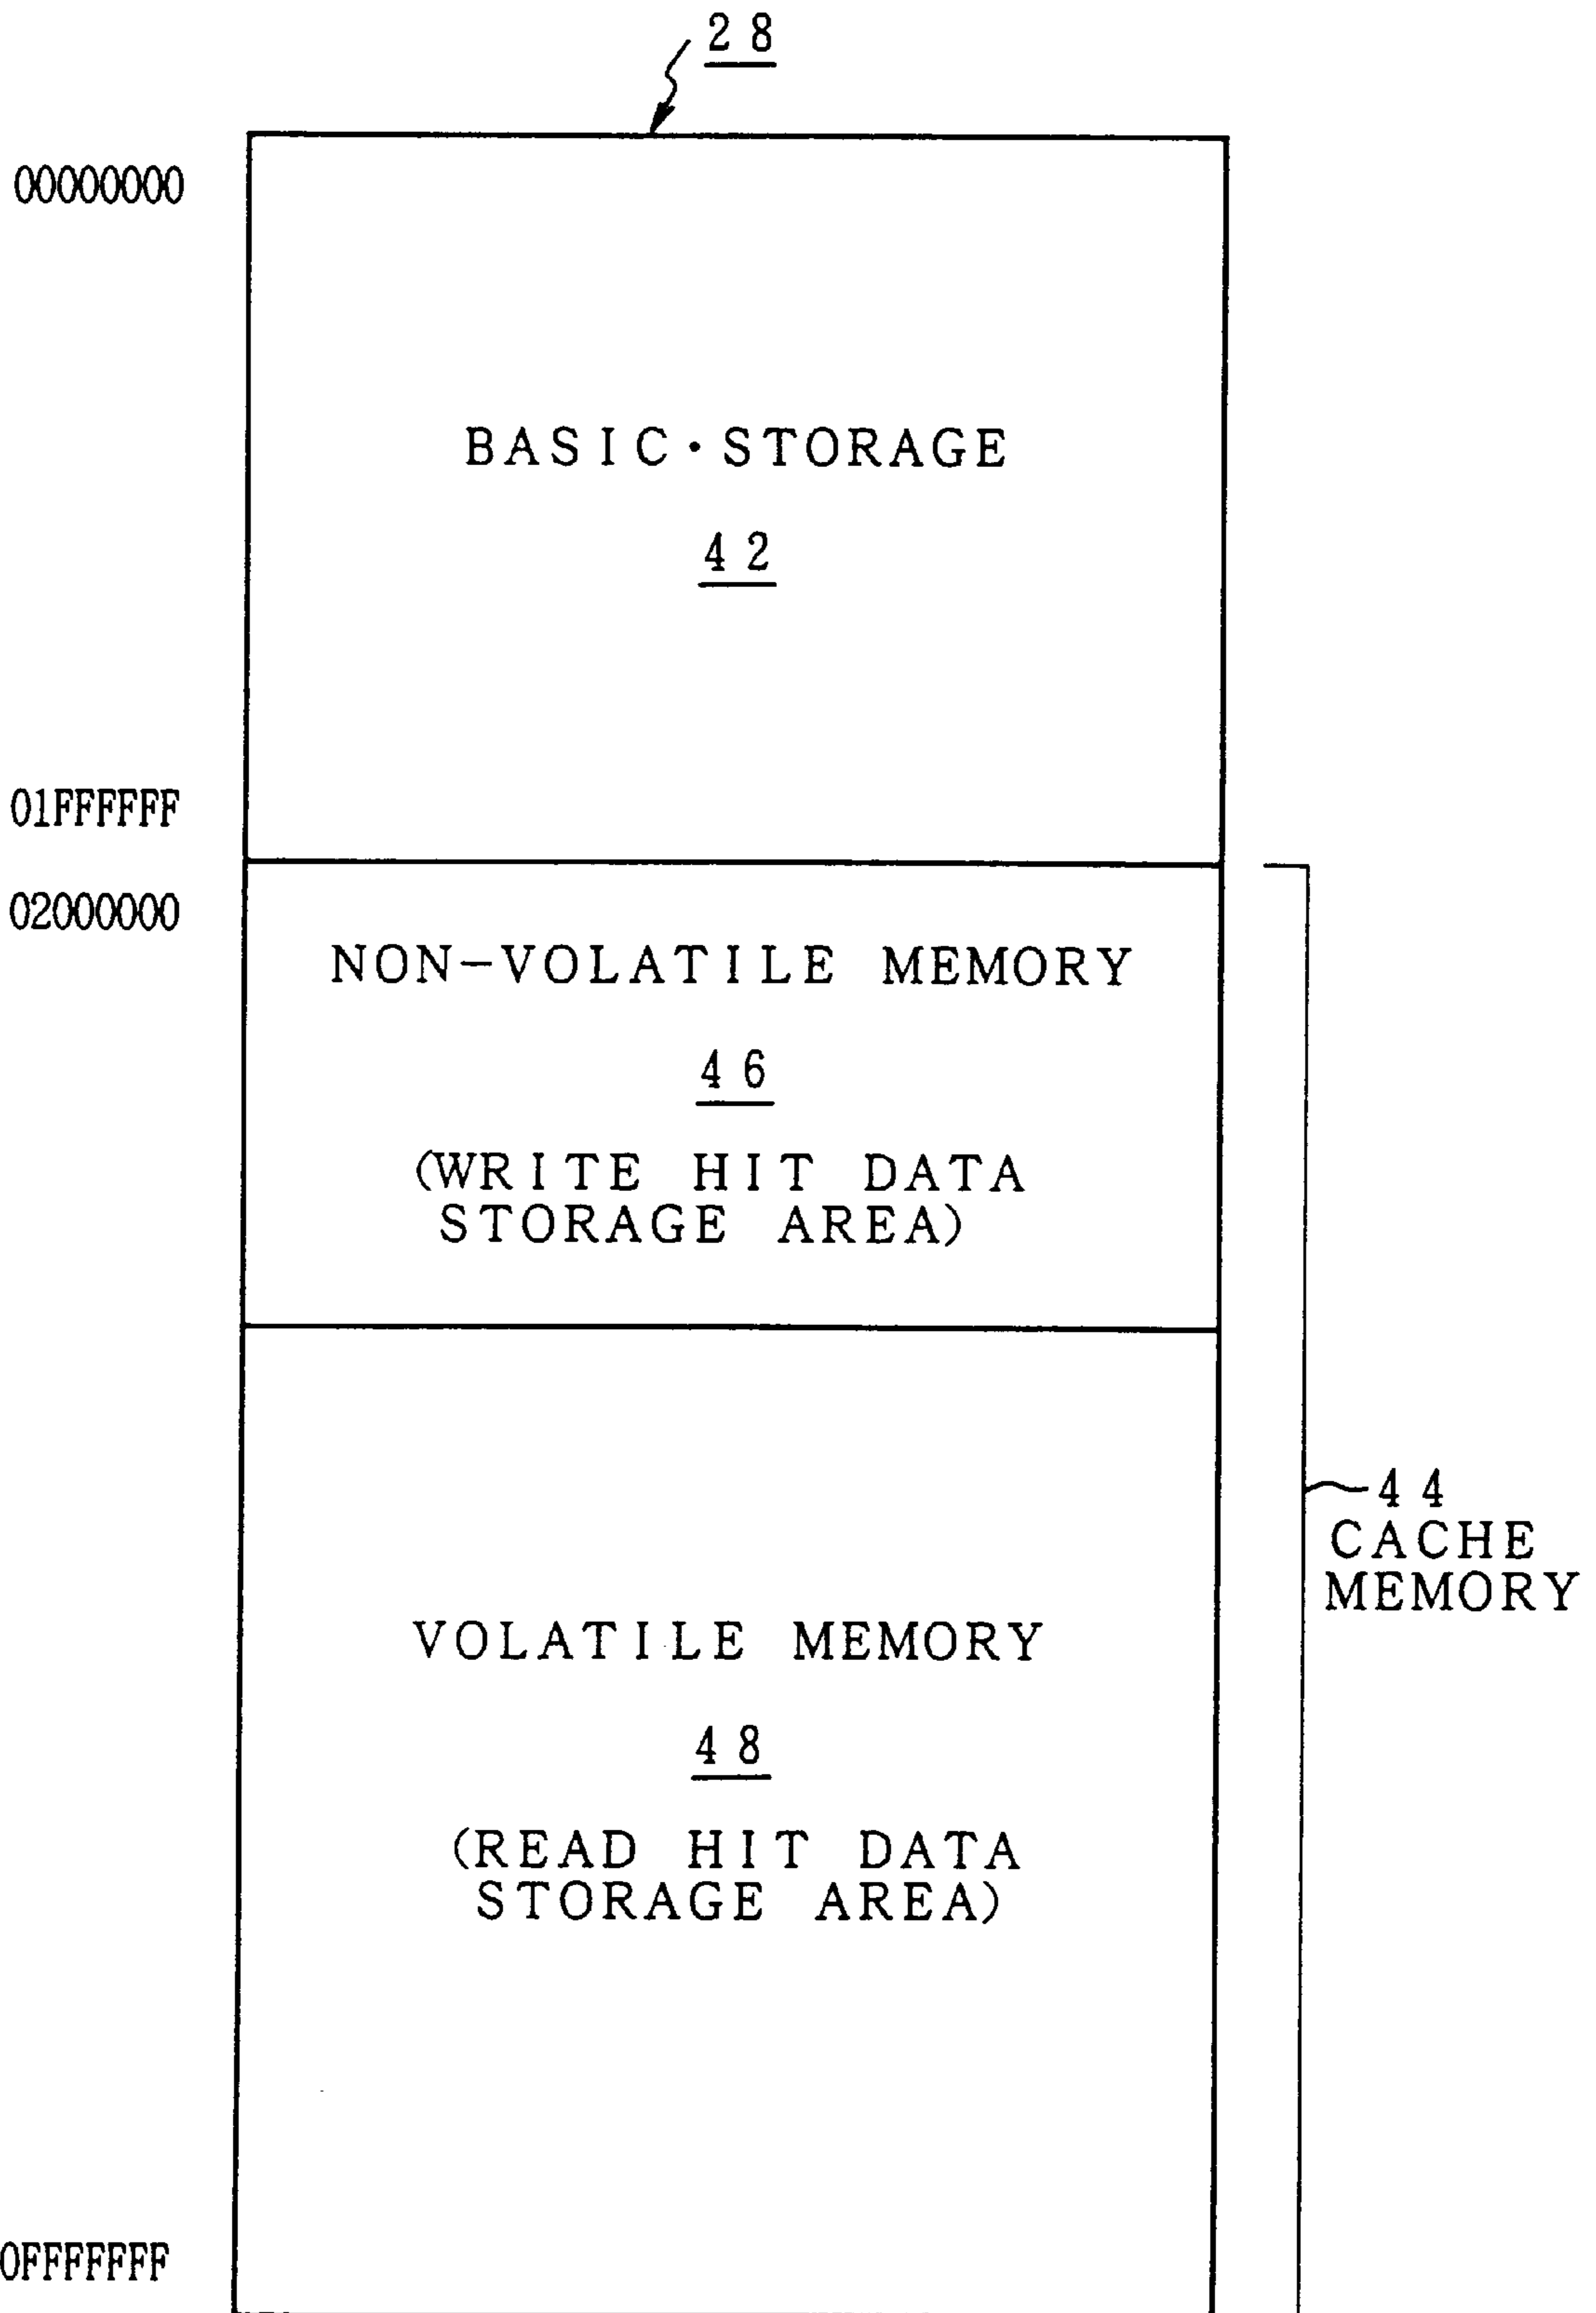 28
00000000
BASIC·STORAGE
42
01FFFFFF
02000000
NON-VOLATILE MEMORY
46
(WRITE HIT DATA
STORAGE AREA)
44
CACHE
MEMORY
VOLATILE MEMORY
48
(READ HIT DATA
STORAGE AREA)
0FFFFFFF